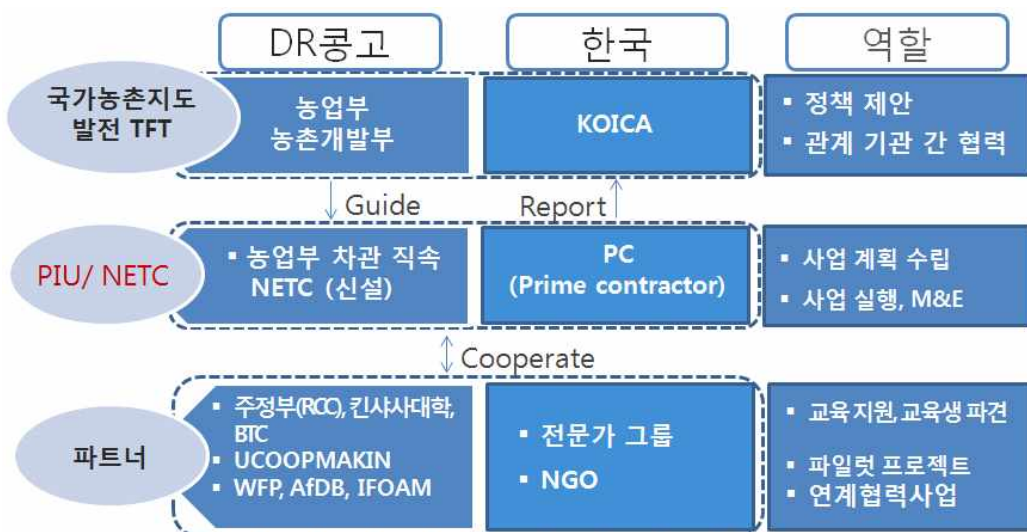 DR콩고
한국
역할
국가농촌지도
발전 TFT
농업부
농촌개발부
KOICA
▪ 정책 제안
▪ 관계 기관 간 협력
Guide
Report
PIU/ NETC
▪ 농업부 차관 직속
NETC (신설)
PC
(Prime contractor)
▪ 사업 계획 수립
▪ 사업 실행, M&E
Cooperate
파트너
▪ 주정부(RCC), 킨샤사대학,
BTC
▪ UCOOPMAKIN
▪ WFP, AfDB, IFOAM
▪ 전문가 그룹
▪ NGO
▪ 교육지원,교육생 파견
▪ 파일럿 프로젝트
▪ 연계협력사업